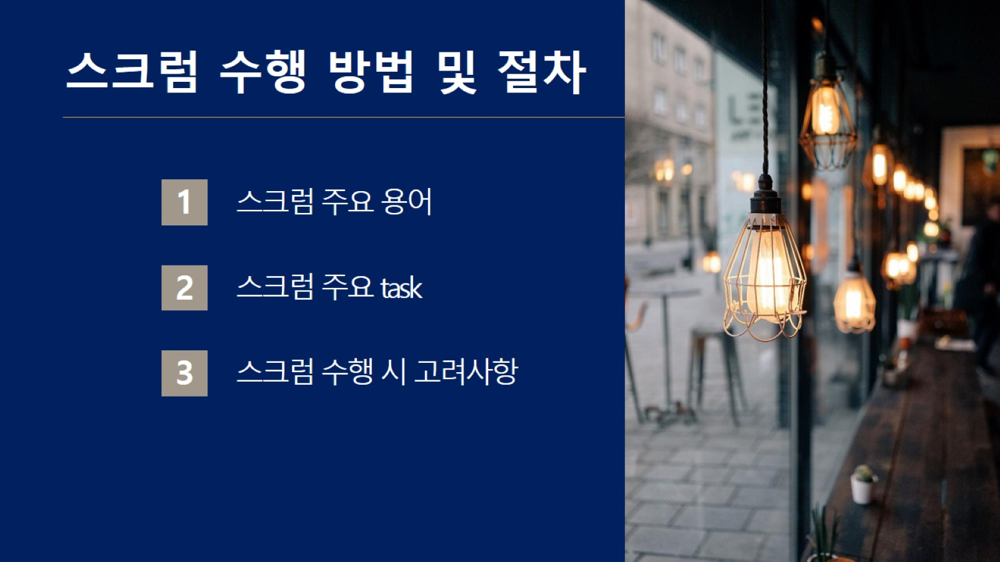 스크럼 수행 방법 및 절차
1 스크럼 주요 용어
2 스크럼 주요 task
3 스크럼 수행 시 고려사항